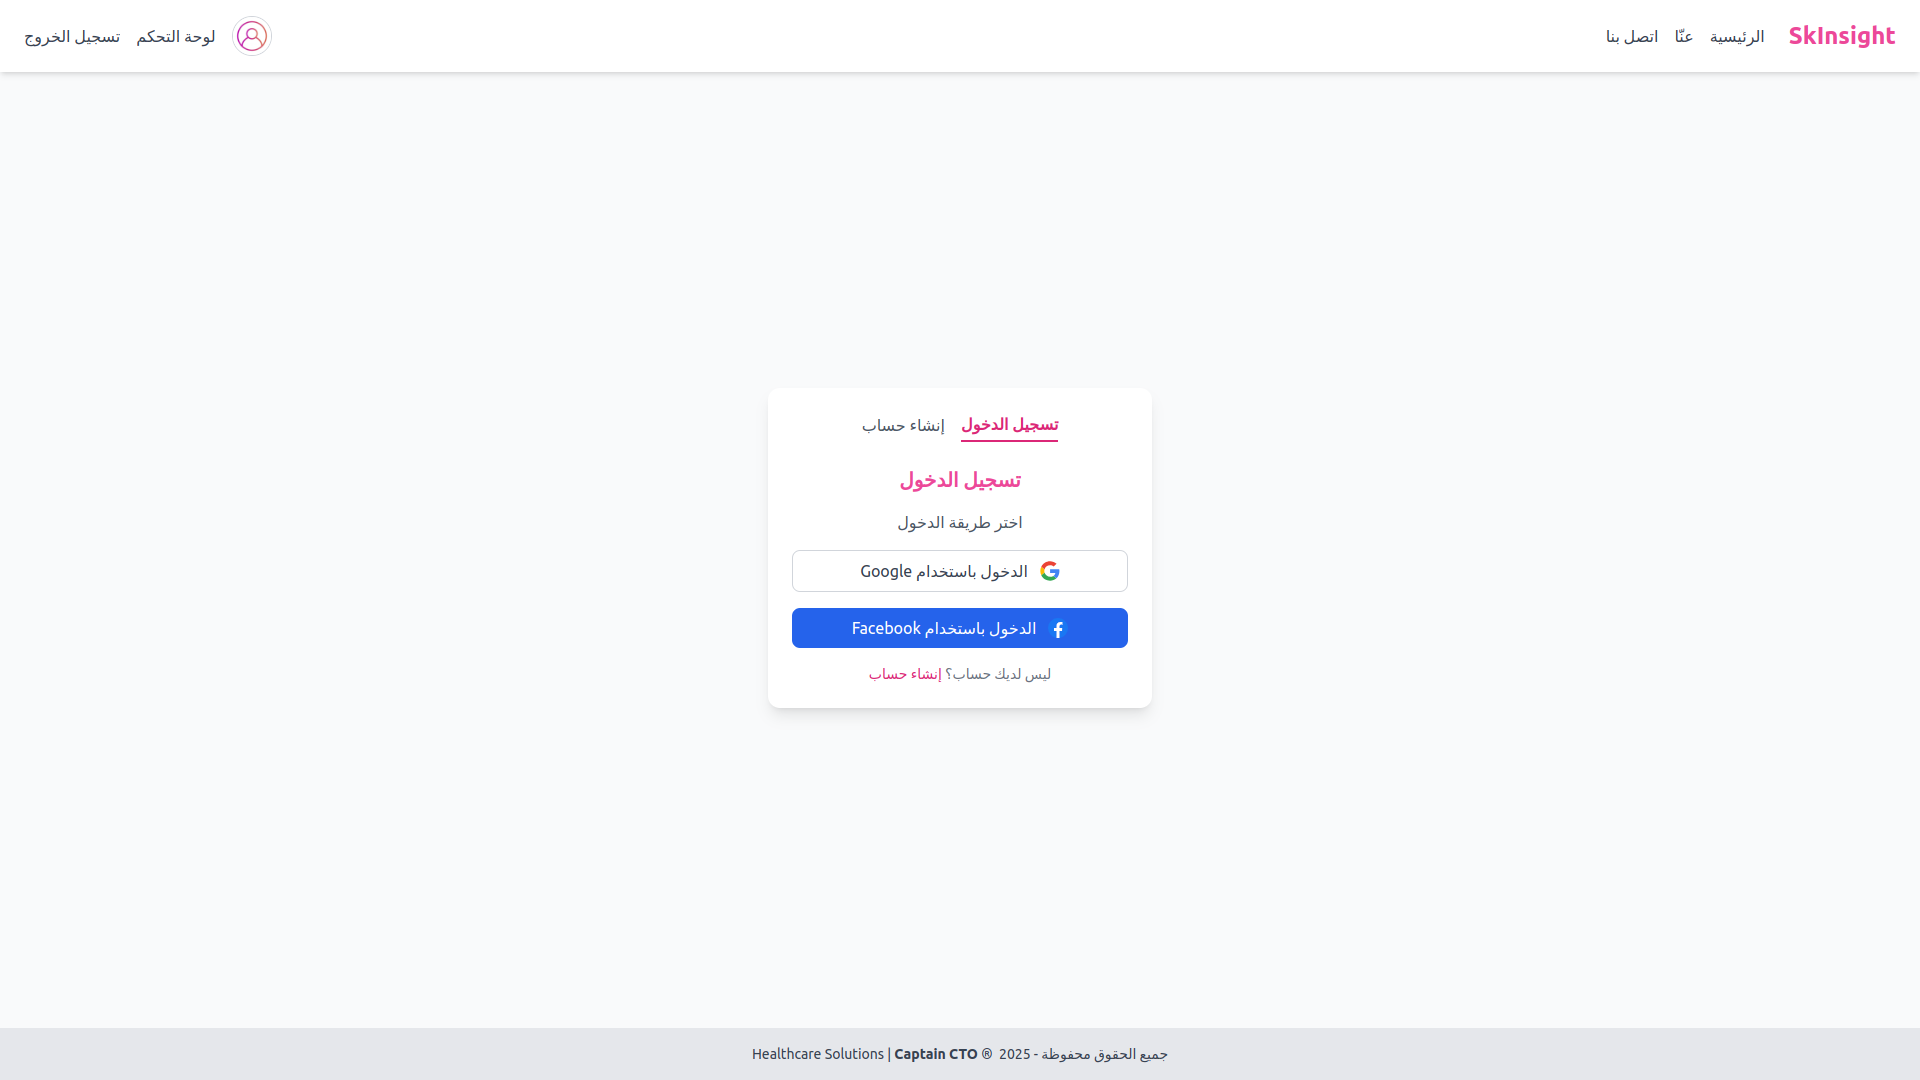 SkInsight
الرئيسية
عنّا
اتصل بنا
لوحة التحكم
تسجيل الخروج
تسجيل الدخول
إنشاء حساب
تسجيل الدخول
اختر طريقة الدخول
الدخول باستخدام Google
الدخول باستخدام Facebook
ليس لديك حساب؟ إنشاء حساب
جميع الحقوق محفوظة - 2025 ® Healthcare Solutions | Captain CTO